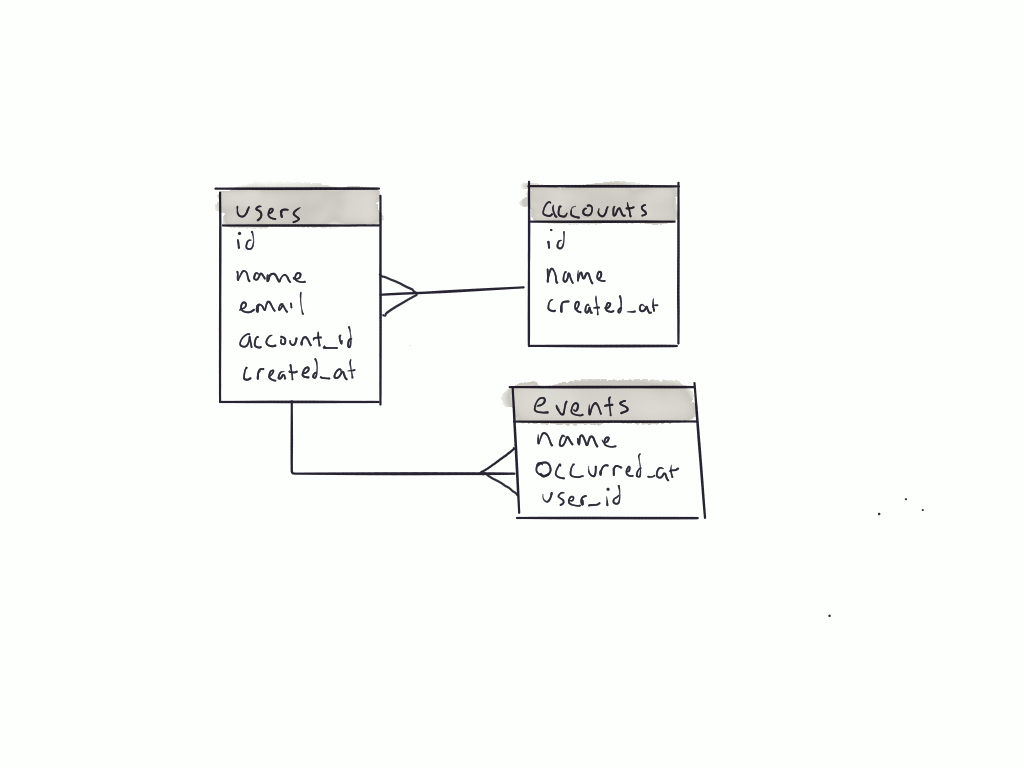 users
id
name
email
account_id
created_at
accounts
id
name
created_at
events
name
occurred_at
user_id